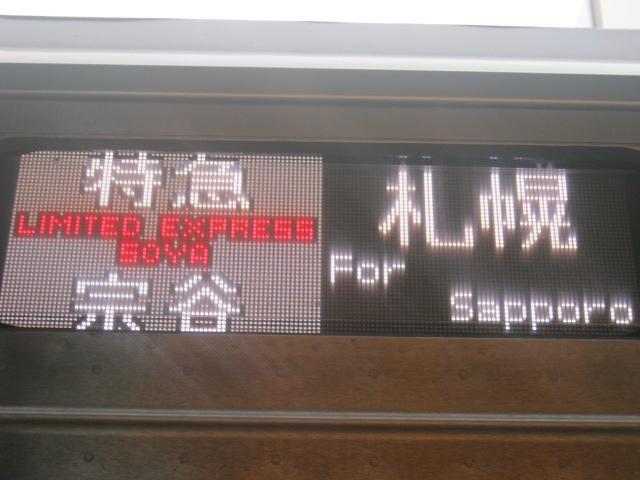 特急
LIMITED EXPRESS
SOYA
宗谷
札幌
For
Sapporo